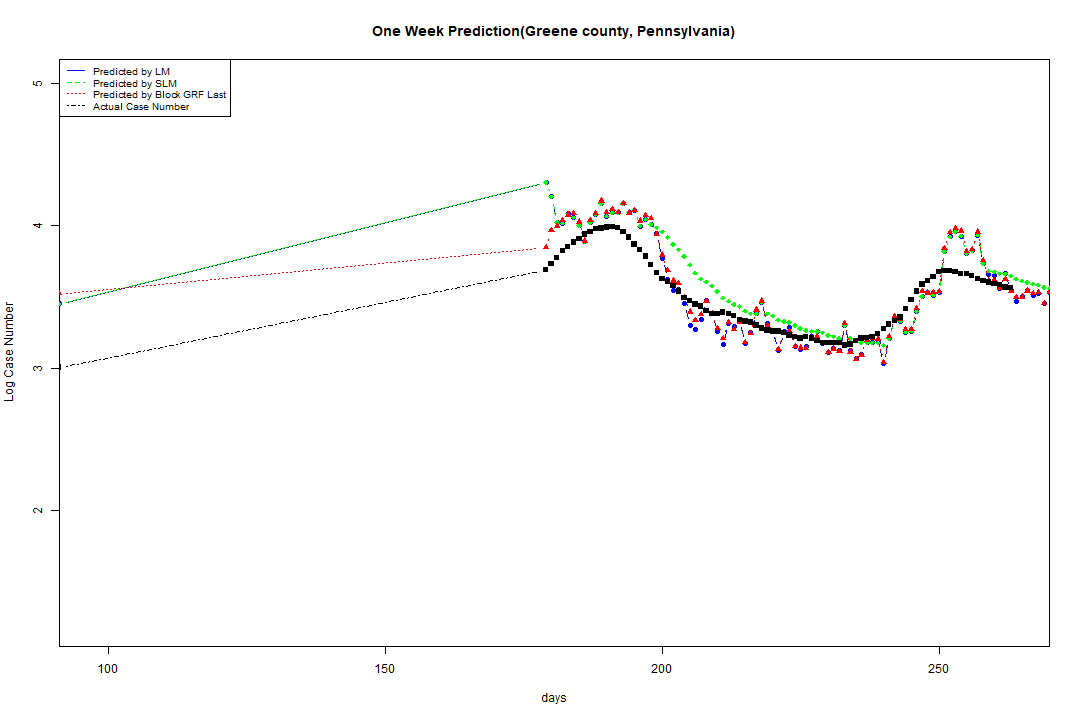 One Week Prediction(Greene county, Pennsylvania)
Predicted by LM
Predicted by SLM
Predicted by Block GRF Last
Actual Case Number
5
4
3
2
Log Case Number
100 150 200 250
days